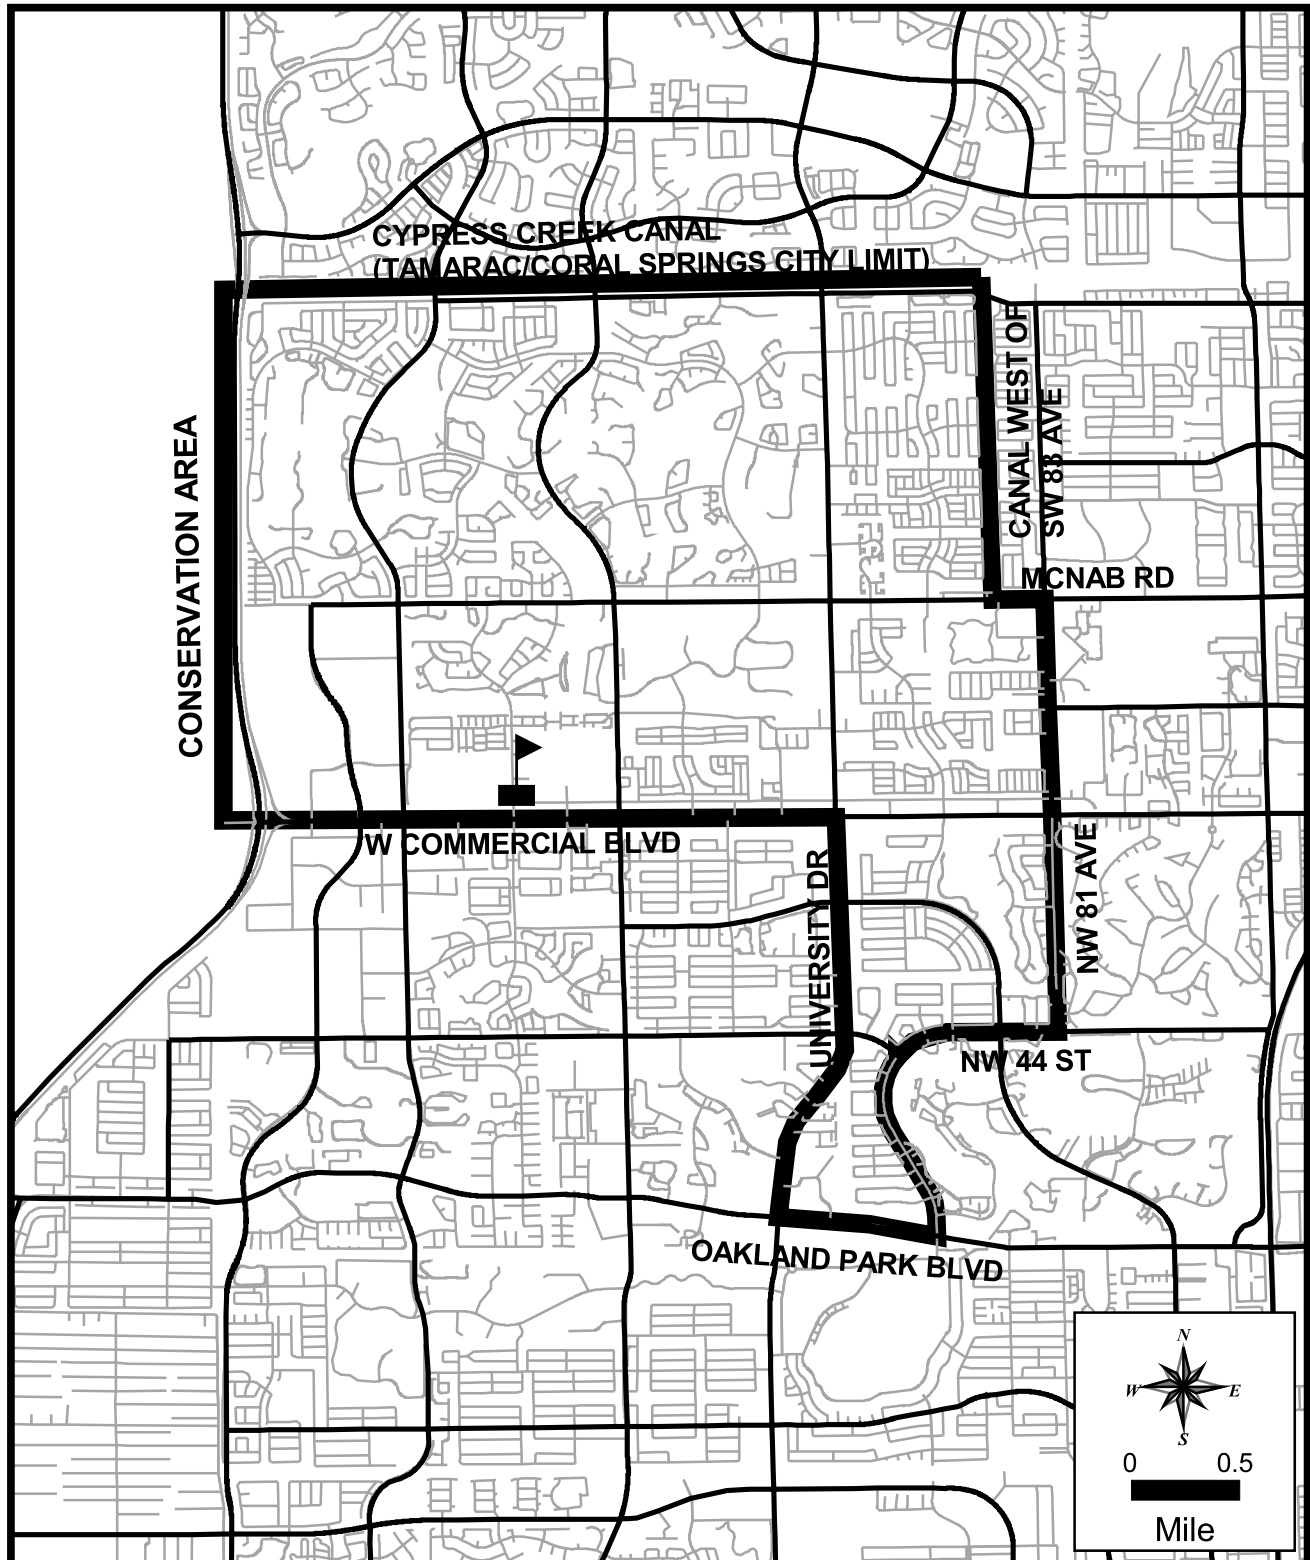 CYPRESS CREEK CANAL
(TAMARAC/CORAL SPRINGS CITY LIMIT)
CONSERVATION AREA
CANAL WEST OF
SW 83 AVE
MCNAB RD
W COMMERCIAL BLVD
UNIVERSITY DR
NW 81 AVE
NW 44 ST
OAKLAND PARK BLVD
N
W E
S
0 0.5
Mile